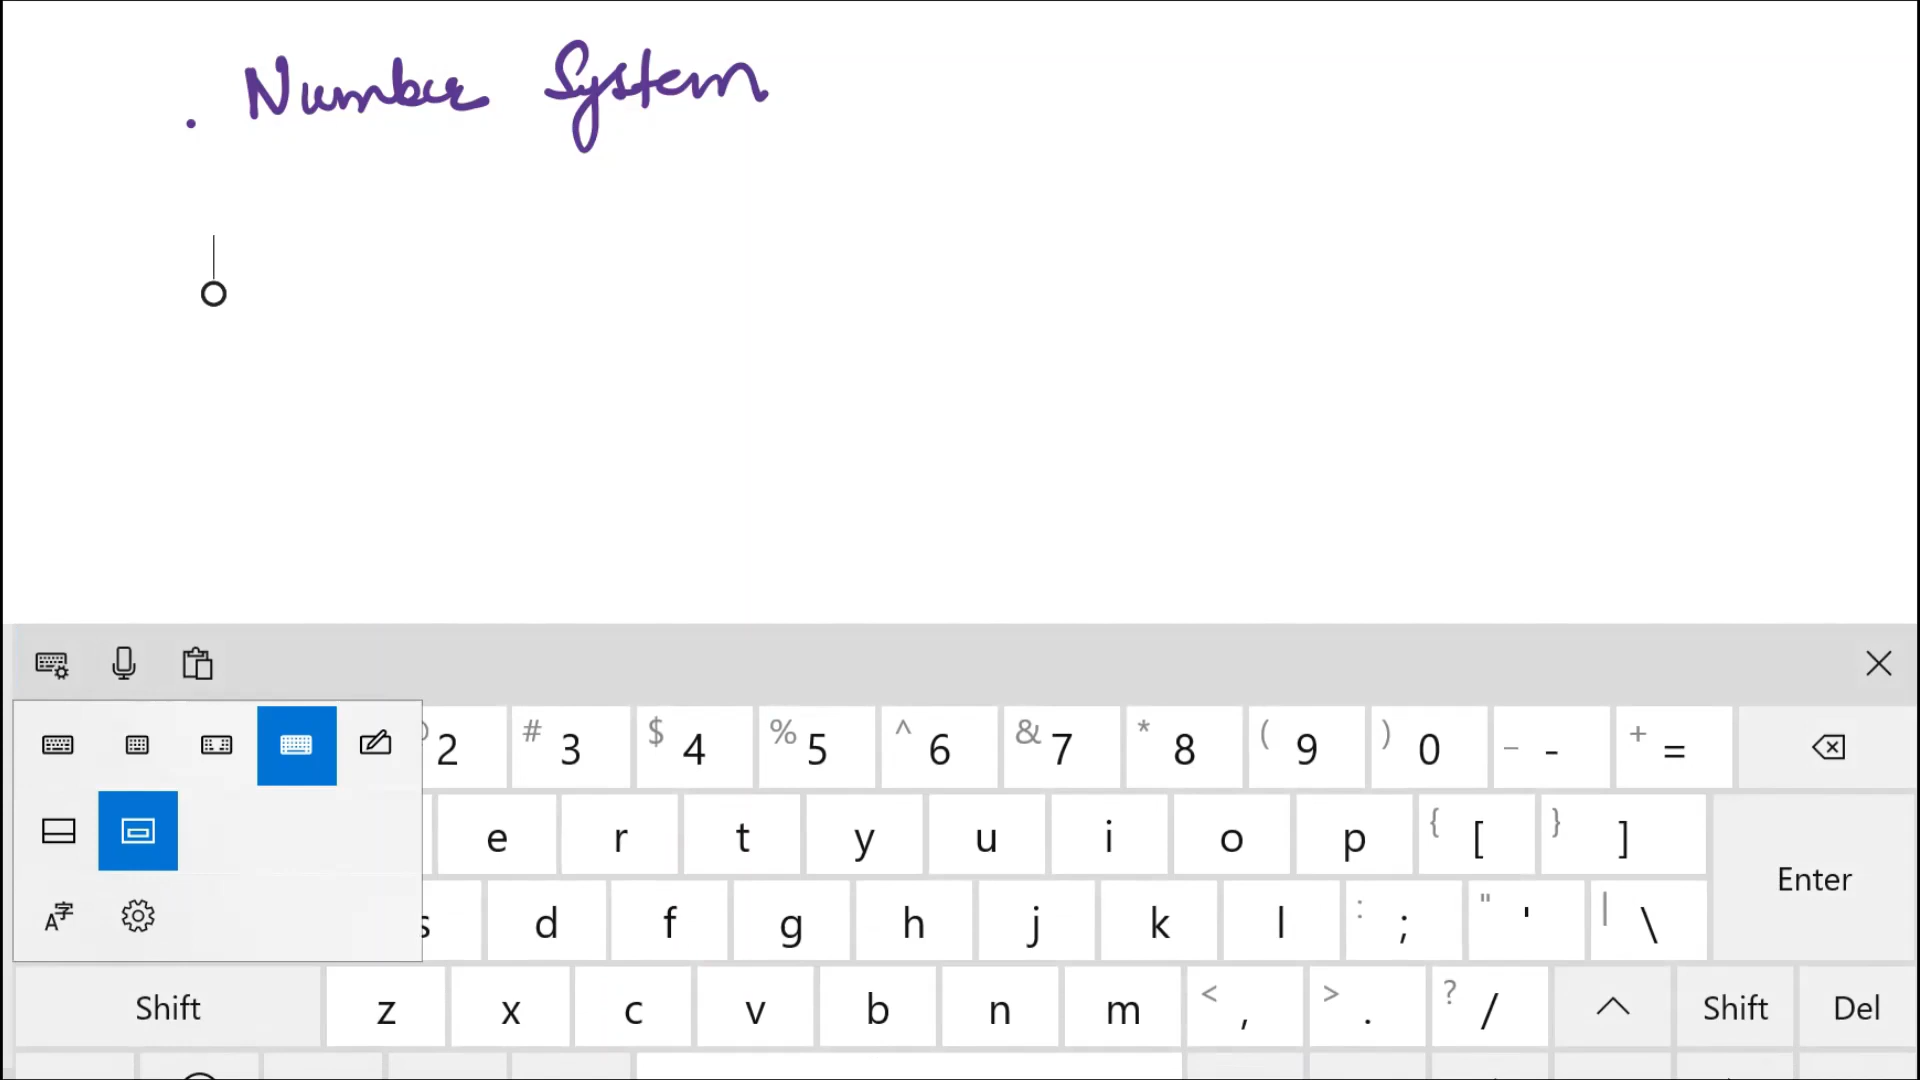 . Number System
@ 2 # 3 $ 4 % 5 ^ 6 & 7 * 8 ( 9 ) 0 _ - + =
e r t y u i o p { [ } ]
Enter
s d f g h j k l : ; " ' | \
Shift z x c v b n m < , > . ? / Shift Del